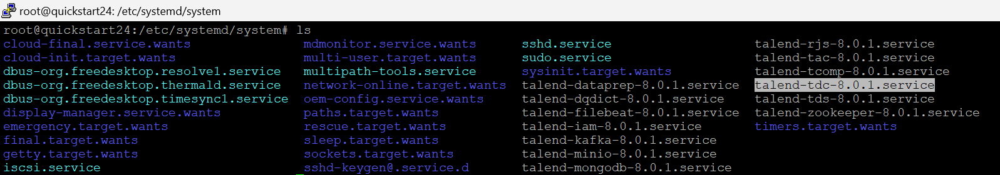 root@quickstart24: /etc/systemd/system
root@quickstart24:/etc/systemd/system# ls
cloud-final.service.wants mdmonitor.service.wants sshd.service talend-rjs-8.0.1.service
cloud-init.target.wants multi-user.target.wants sudo.service talend-tac-8.0.1.service
dbus-org.freedesktop.resolve1.service multipath-tools.service sysinit.target.wants talend-tcomp-8.0.1.service
dbus-org.freedesktop.thermald.service network-online.target.wants talend-dataprep-8.0.1.service talend-tdc-8.0.1.service
dbus-org.freedesktop.timesync1.service oem-config.service.wants talend-dqdict-8.0.1.service talend-tds-8.0.1.service
display-manager.service.wants paths.target.wants talend-filebeat-8.0.1.service talend-zookeeper-8.0.1.service
emergency.target.wants rescue.target.wants talend-iam-8.0.1.service timers.target.wants
final.target.wants sleep.target.wants talend-kafka-8.0.1.service
getty.target.wants sockets.target.wants talend-minio-8.0.1.service
iscsi.service sshd-keygen@.service.d talend-mongodb-8.0.1.service